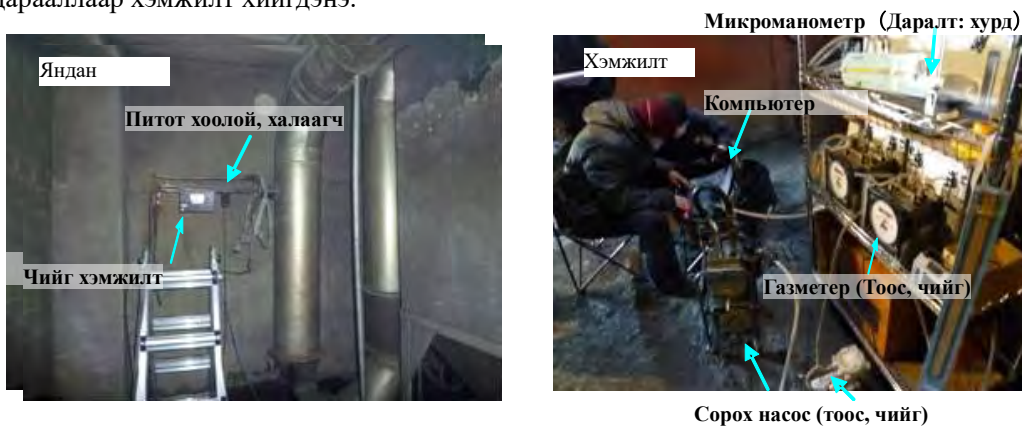 дарааллаар хэмжилт хийгдэнэ.
Микроманометр (Даралт: хурд)
Яндан
Питот хоолой, халаагч
Чийг хэмжилт
Хэмжилт
Компьютер
Газметер (Тоос, чийг)
Сорох насос (тоос, чийг)